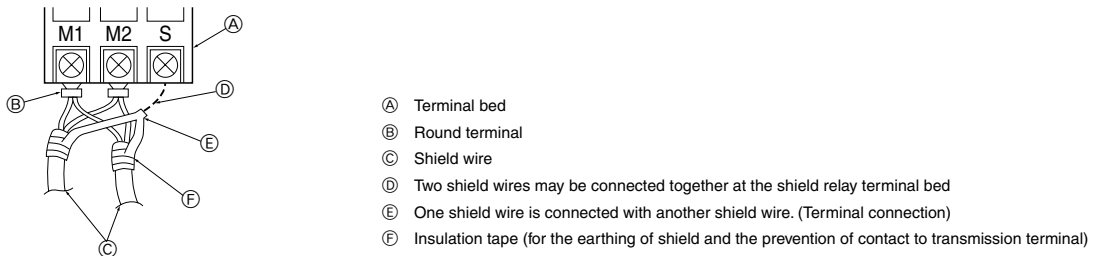 M1 M2 S
Ⓐ
Ⓑ
Ⓓ
Ⓔ
Ⓕ
Ⓒ
Ⓐ Terminal bed
Ⓑ Round terminal
Ⓒ Shield wire
Ⓓ Two shield wires may be connected together at the shield relay terminal bed
Ⓔ One shield wire is connected with another shield wire. (Terminal connection)
Ⓕ Insulation tape (for the earthing of shield and the prevention of contact to transmission terminal)